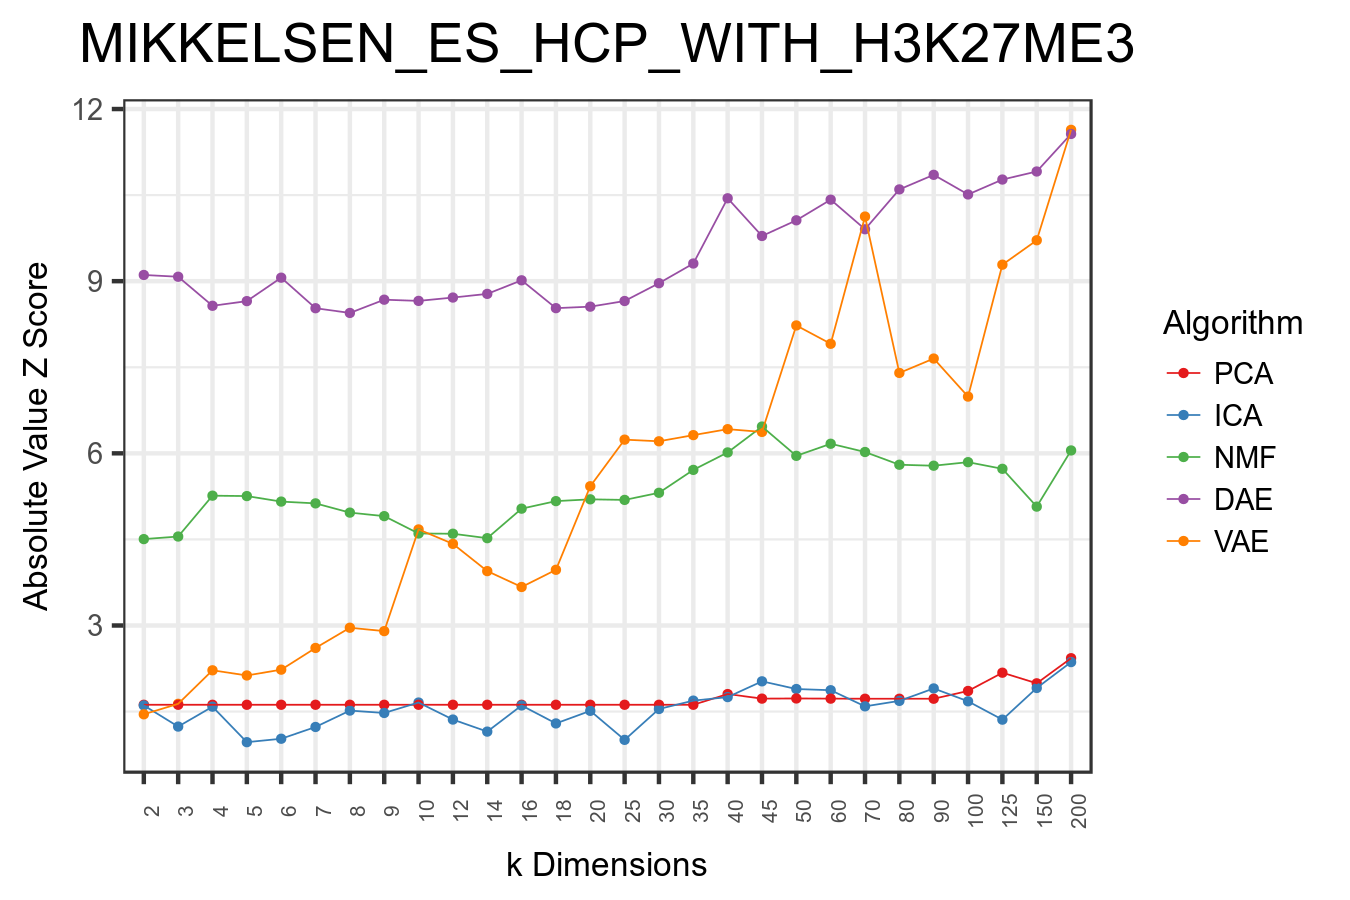 MIKKELSEN_ES_HCP_WITH_H3K27ME3
Absolute Value Z Score
12
9
6
3
2 3 4 5 6 7 8 9 10 12 14 16 18 20 25 30 35 40 45 50 60 70 80 90 100 125 150 200
k Dimensions
Algorithm
PCA
ICA
NMF
DAE
VAE